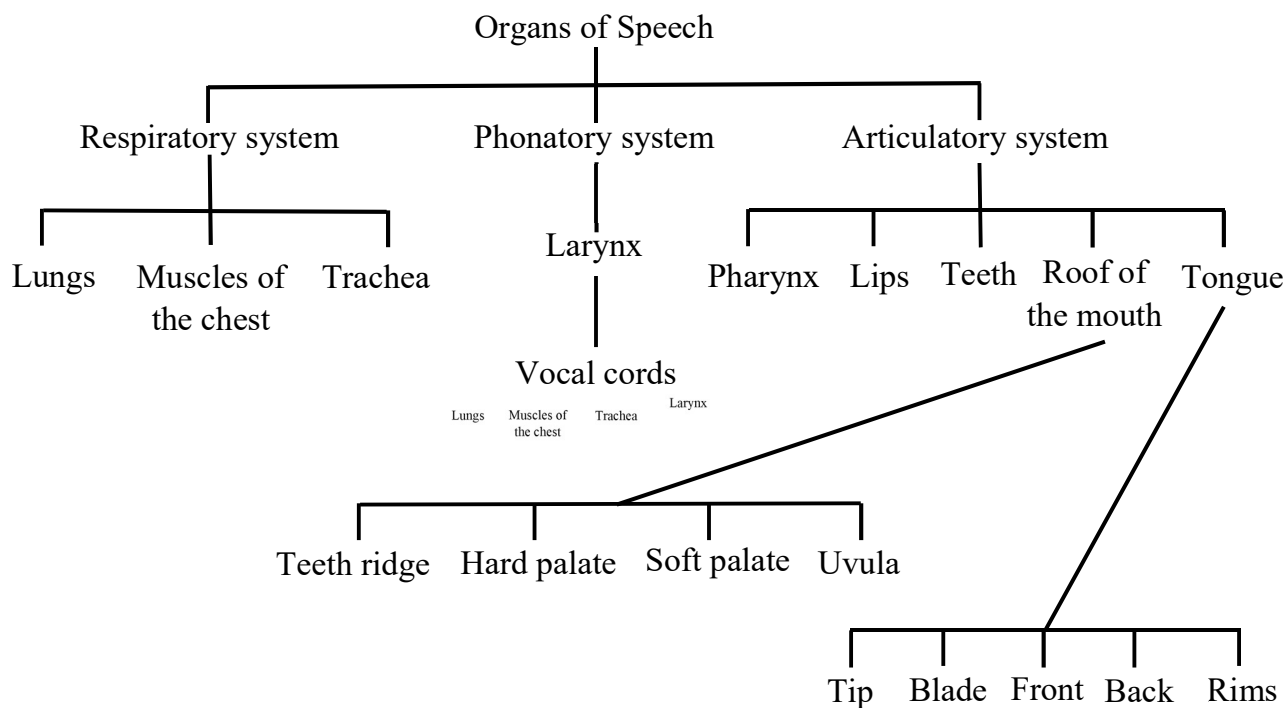 Organs of Speech
Respiratory system Phonatory system Articulatory system
Lungs Muscles of the chest Trachea
Larynx
Pharynx Lips Teeth Roof of the mouth Tongue
Vocal cords
Lungs Muscles of the chest Trachea Larynx
Teeth ridge Hard palate Soft palate Uvula
Tip Blade Front Back Rims